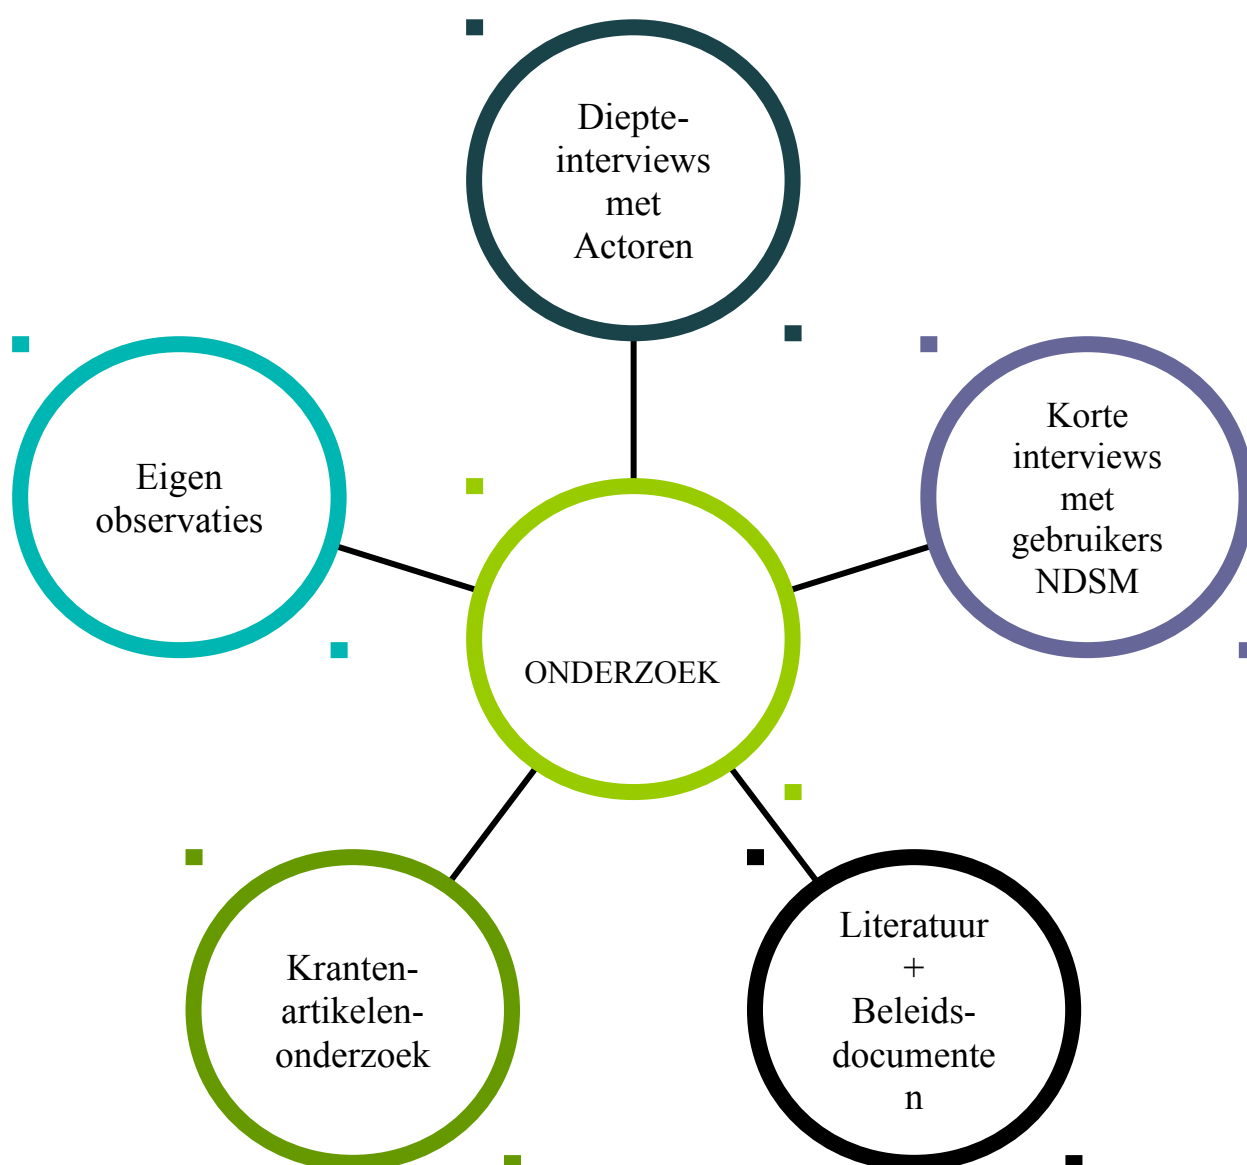 Diepte-
interviews
met
Actoren
Korte
interviews
met
gebruikers
NDSM
Eigen
observaties
ONDERZOEK
Literatuur
+
Beleids-
documente
n
Kranten-
artikelen-
onderzoek